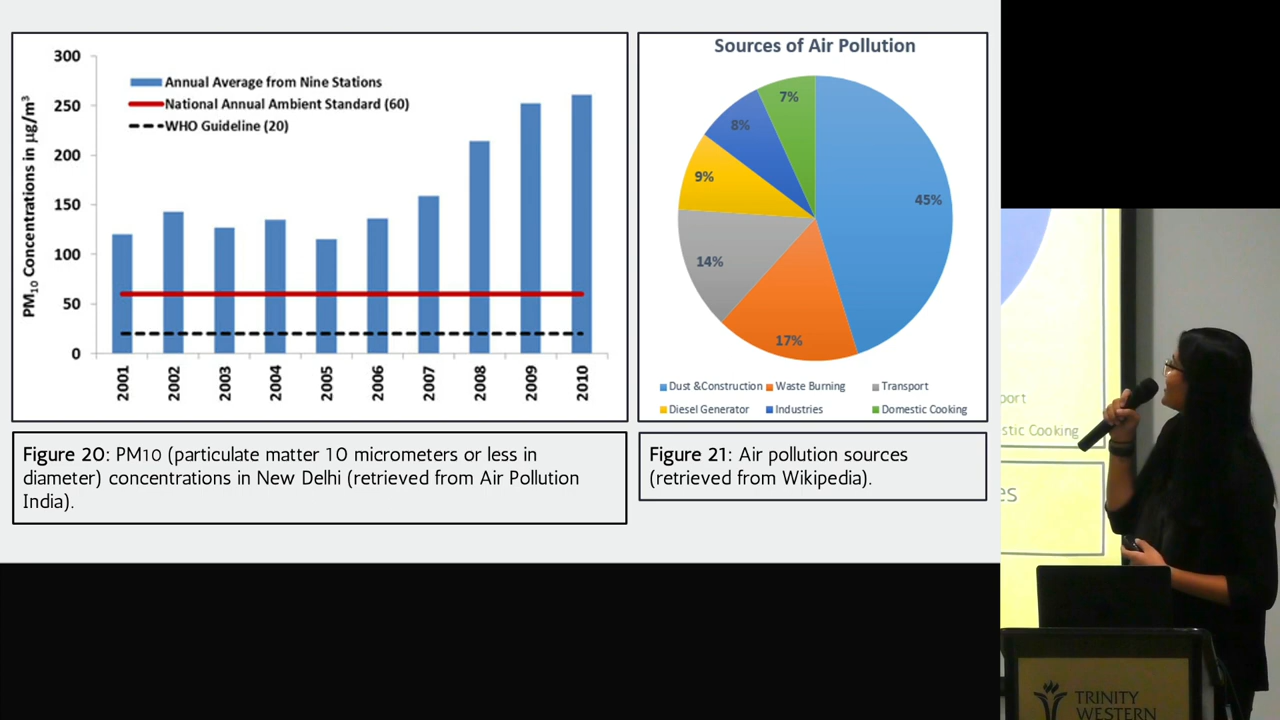 300
250
200
150
100
50
0
PM10 Concentrations in μg/m³
Annual Average from Nine Stations
National Annual Ambient Standard (60)
WHO Guideline (20)
2001
2002
2003
2004
2005
2006
2007
2008
2009
2010
Figure 20: PM10 (particulate matter 10 micrometers or less in
diameter) concentrations in New Delhi (retrieved from Air Pollution
India).
Sources of Air Pollution
7%
8%
9%
14%
17%
45%
Dust &Construction Waste Burning Transport
Diesel Generator Industries Domestic Cooking
Figure 21: Air pollution sources
(retrieved from Wikipedia).
port
stic Cooking
es
TRINITY
WESTERN